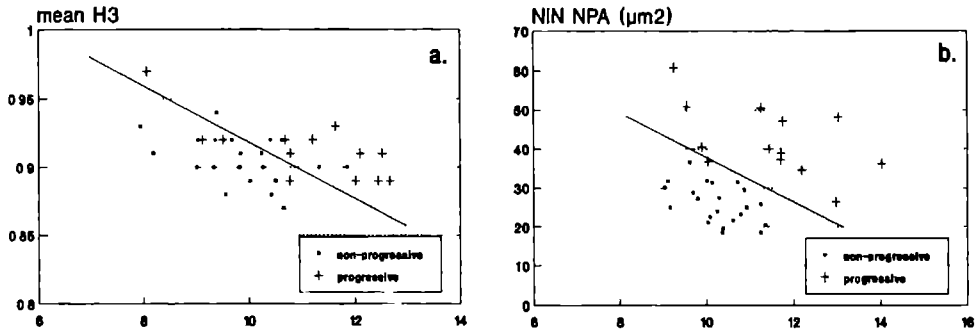 mean H3
1
0 95
0 9
0 85
0 8
6 8 10 12 14
a.
non-progressive
progressive
NIN NPA (µm2)
70
60
50
40
30
20
10
0
6 8 10 12 14 16
b.
non-progressive
progressive